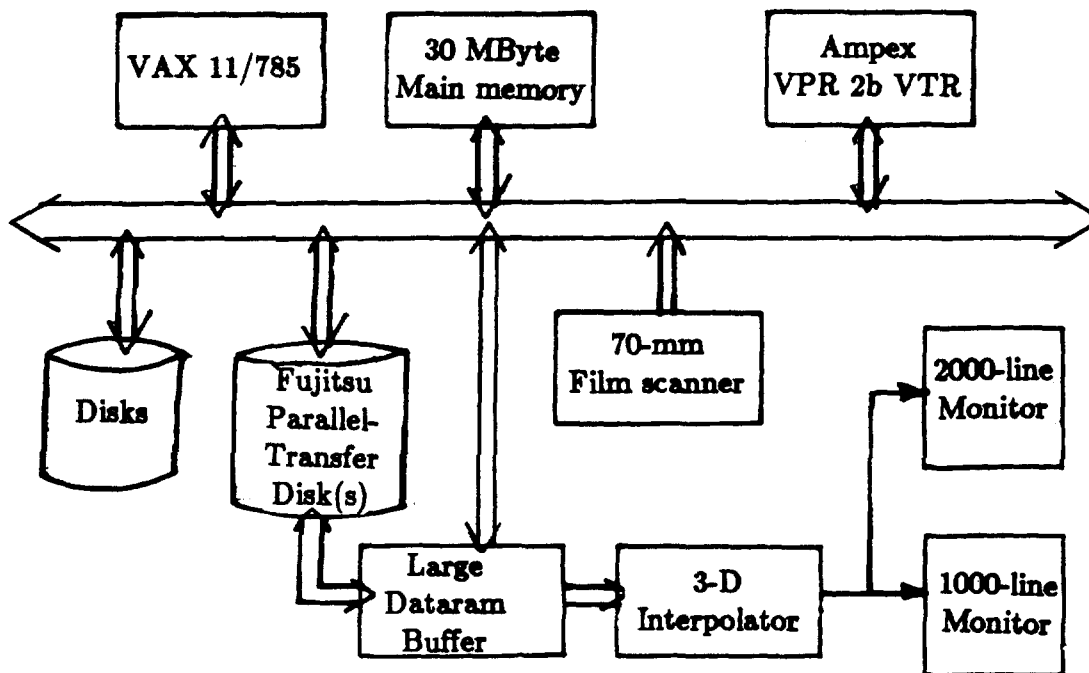 VAX 11/785
30 MByte
Main memory
Ampex
VPR 2b VTR
Disks
Fujitsu
Parallel-
Transfer
Disk(s)
70-mm
Film scanner
2000-line
Monitor
Large
Dataram
Buffer
3-D
Interpolator
1000-line
Monitor